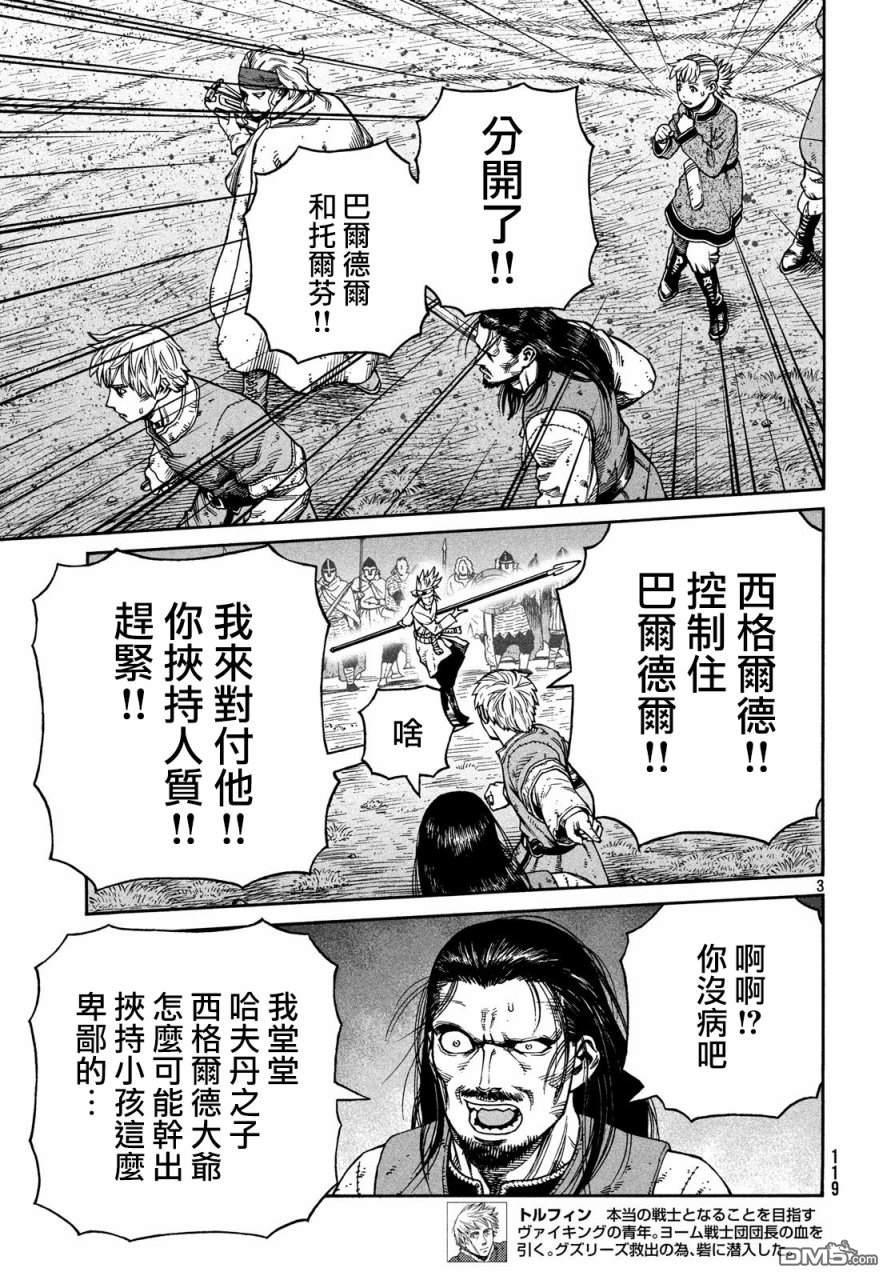 分開了!!
巴爾德爾
和托爾芬!!
西格爾德!!
控制住
巴爾德爾!!
啥
我來對付他!!
你挾持人質!!
趕緊!!
3
啊啊!?
你沒病吧
我堂堂
哈夫丹之子
西格爾德大爺
怎麼可能幹出
挾持小孩這麼
卑鄙的…
119
トルフィン 本当の戦士となることを目指す
ヴァイキングの青年。ヨーム戦士団団長の血を
引く。グズリーズ救出の為、砦に潜入した。
DM5.com